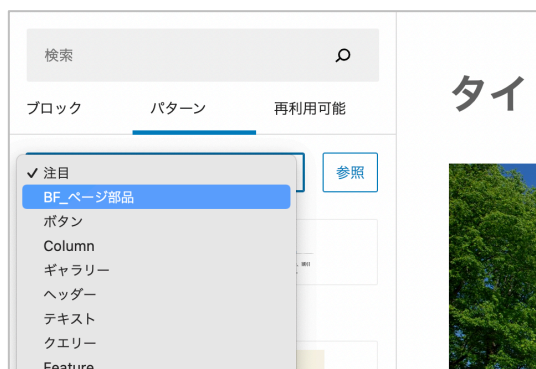 検索
ブロック
パターン
再利用可能
✓ 注目
参照
BF_ページ部品
ボタン
Column
ギャラリー
ヘッダー
テキスト
クエリー
Feature
タイ